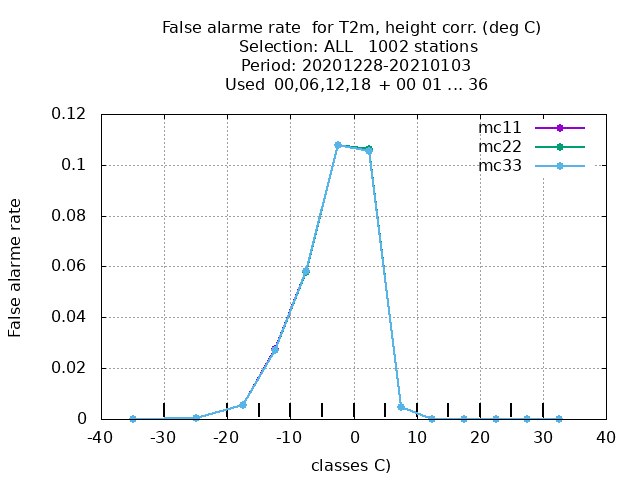 False alarme rate  for T2m, height corr. (deg C)
Selection: ALL   1002 stations
Period: 20201228-20210103
Used  00,06,12,18  + 00 01 ... 36
mc11
mc22
mc33
False alarme rate
0.12
0.1
0.08
0.06
0.04
0.02
0
-40 -30 -20 -10 0 10 20 30 40
classes C)